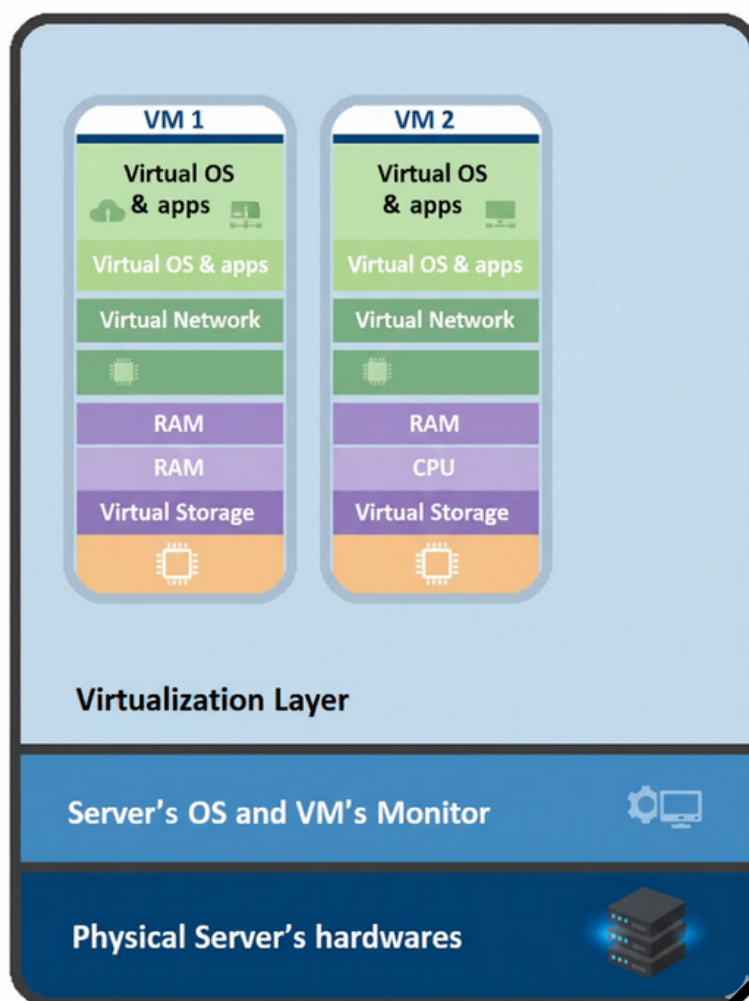 VM 1
Virtual OS
& apps
Virtual OS & apps
Virtual Network
RAM
RAM
Virtual Storage
VM 2
Virtual OS
& apps
Virtual OS & apps
Virtual Network
RAM
CPU
Virtual Storage
Virtualization Layer
Server's OS and VM's Monitor
Physical Server's hardwares